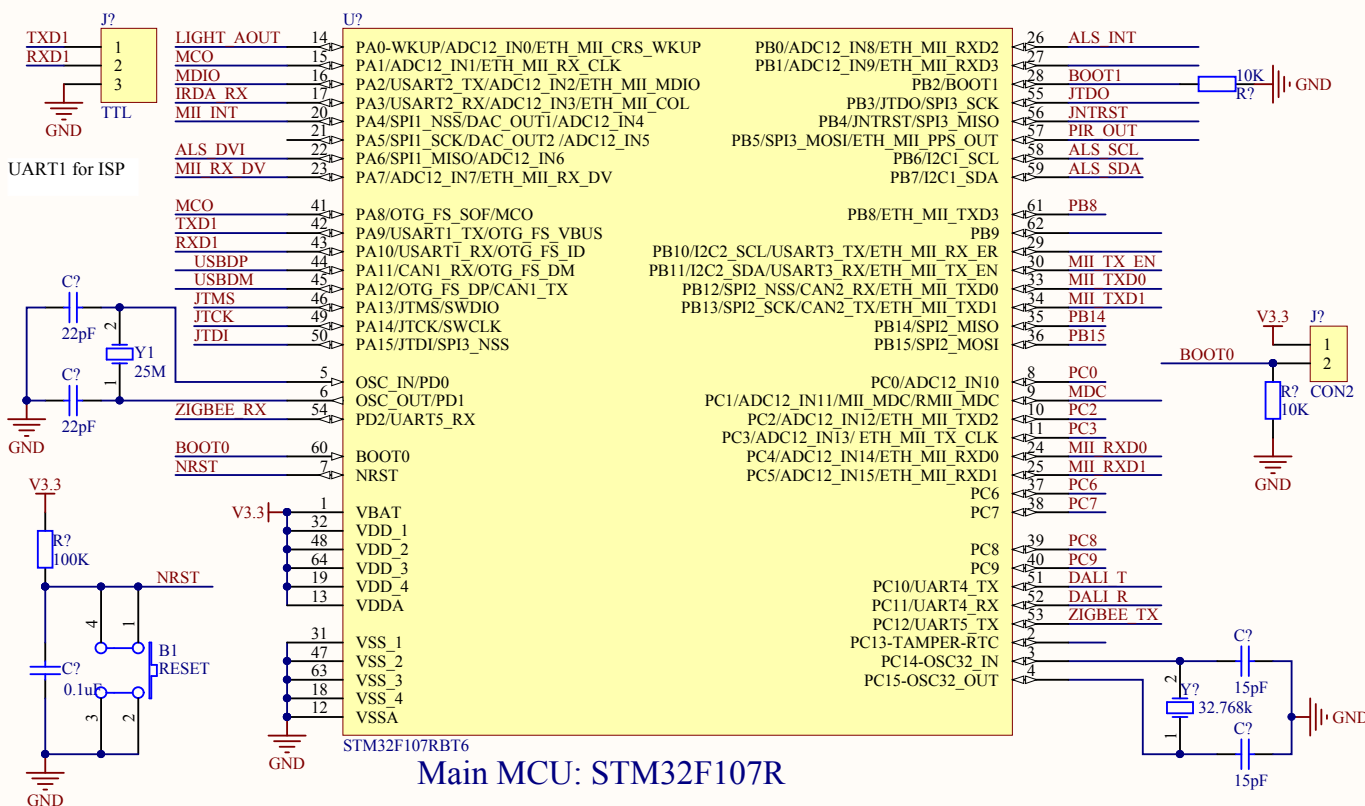 J?
TXD1 1
RXD1 2
3
GND
TTL
UART1 for ISP
U?
LIGHT_AOUT 14 PA0-WKUP/ADC12_IN0/ETH_MII_CRS_WKUP
MCO 15 PA1/ADC12_IN1/ETH_MII_RX_CLK
MDIO 16 PA2/USART2_TX/ADC12_IN2/ETH_MII_MDIO
IRDA_RX 17 PA3/USART2_RX/ADC12_IN3/ETH_MII_COL
MII_INT 20 PA4/SPI1_NSS/DAC_OUT1/ADC12_IN4
21 PA5/SPI1_SCK/DAC_OUT2 /ADC12_IN5
ALS_DVI 22 PA6/SPI1_MISO/ADC12_IN6
MII_RX_DV 23 PA7/ADC12_IN7/ETH_MII_RX_DV
MCO 41 PA8/OTG_FS_SOF/MCO
TXD1 42 PA9/USART1_TX/OTG_FS_VBUS
RXD1 43 PA10/USART1_RX/OTG_FS_ID
USBDP 44 PA11/CAN1_RX/OTG_FS_DM
USBDM 45 PA12/OTG_FS_DP/CAN1_TX
JTMS 46 PA13/JTMS/SWDIO
JTCK 49 PA14/JTCK/SWCLK
JTDI 50 PA15/JTDI/SPI3_NSS
5 OSC_IN/PD0
6 OSC_OUT/PD1
ZIGBEE_RX 54 PD2/UART5_RX
BOOT0 60 BOOT0
NRST 7 NRST
V3.3 1 VBAT
32 VDD_1
48 VDD_2
64 VDD_3
19 VDD_4
13 VDDA
31 VSS_1
47 VSS_2
63 VSS_3
18 VSS_4
12 VSSA
GND
PB0/ADC12_IN8/ETH_MII_RXD2 26 ALS_INT
PB1/ADC12_IN9/ETH_MII_RXD3 27
PB2/BOOT1 28 BOOT1
PB3/JTDO/SPI3_SCK 55 JTDO
PB4/JNTRST/SPI3_MISO 56 JNTRST
PB5/SPI3_MOSI/ETH_MII_PPS_OUT 57 PIR_OUT
PB6/I2C1_SCL 58 ALS_SCL
PB7/I2C1_SDA 59 ALS_SDA
PB8/ETH_MII_TXD3 61 PB8
PB9 62
PB10/I2C2_SCL/USART3_TX/ETH_MII_RX_ER 29
PB11/I2C2_SDA/USART3_RX/ETH_MII_TX_EN 30 MII_TX_EN
PB12/SPI2_NSS/CAN2_RX/ETH_MII_TXD0 33 MII_TXD0
PB13/SPI2_SCK/CAN2_TX/ETH_MII_TXD1 34 MII_TXD1
PB14/SPI2_MISO 35 PB14
PB15/SPI2_MOSI 36 PB15
PC0/ADC12_IN10 8 PC0
PC1/ADC12_IN11/MII_MDC/RMII_MDC 9 MDC
PC2/ADC12_IN12/ETH_MII_TXD2 10 PC2
PC3/ADC12_IN13/ ETH_MII_TX_CLK 11 PC3
PC4/ADC12_IN14/ETH_MII_RXD0 24 MII_RXD0
PC5/ADC12_IN15/ETH_MII_RXD1 25 MII_RXD1
PC6 37 PC6
PC7 38 PC7
PC8 39 PC8
PC9 40 PC9
PC10/UART4_TX 51 DALI_T
PC11/UART4_RX 52 DALI_R
PC12/UART5_TX 53 ZIGBEE_TX
PC13-TAMPER-RTC 2
PC14-OSC32_IN 3
PC15-OSC32_OUT 4
STM32F107RBT6
Main MCU: STM32F107R
10K
R?
GND
V3.3
J?
1
BOOT0 2
CON2
R?
10K
GND
C?
22pF
2
Y1
1
25M
C?
22pF
GND
V3.3
R?
100K
NRST
4 1
B1
RESET
C?
0.1uF
3 2
GND
C?
15pF
2
Y?
32.768k
1
GND
C?
15pF